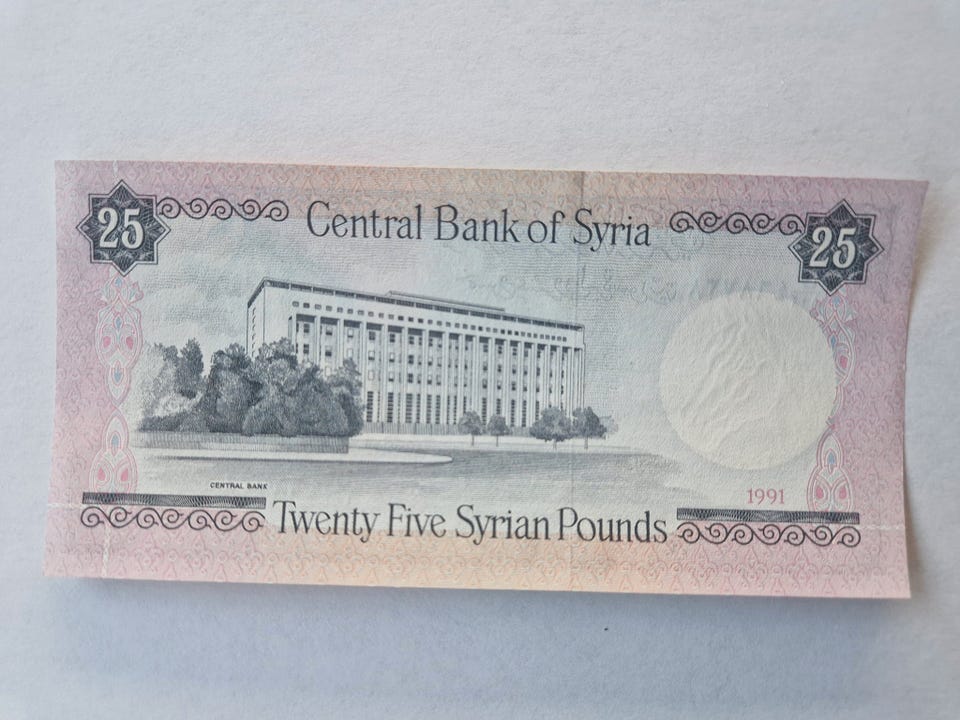 25 Central Bank of Syria 25
CENTRAL BANK
1991
Twenty Five Syrian Pounds